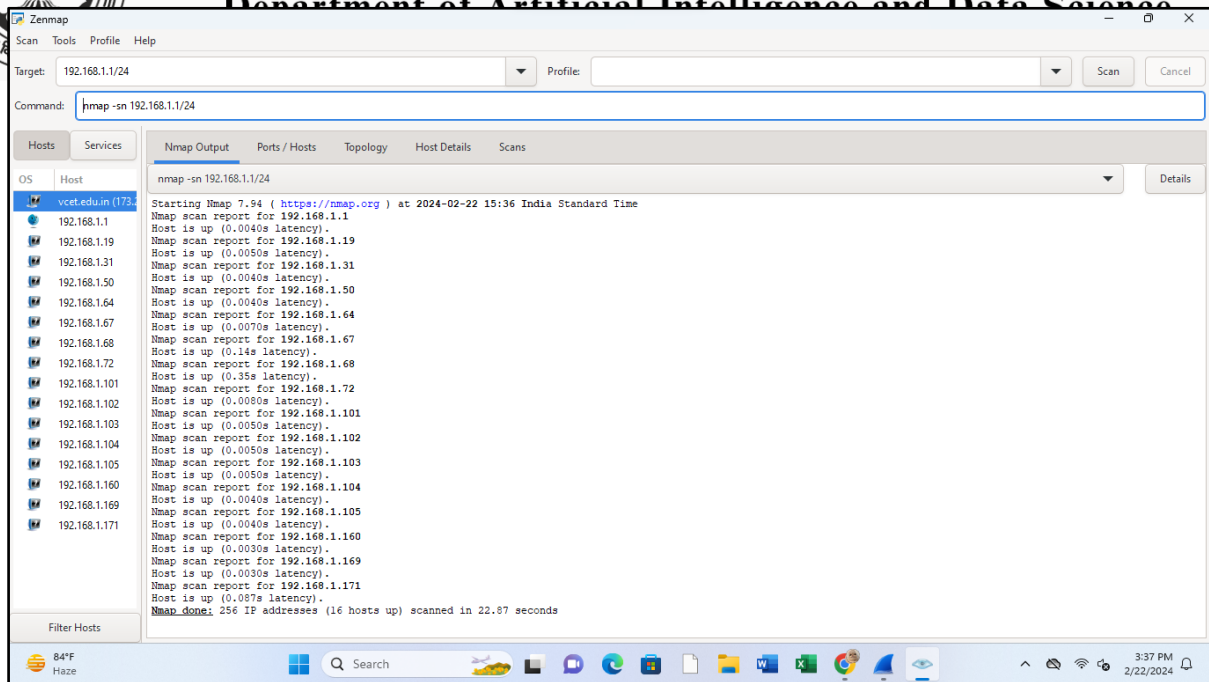 Department of Artificial Intelligence and Data Science
Zenmap
Scan Tools Profile Help
Target: 192.168.1.1/24 Profile: Scan Cancel
Command: nmap -sn 192.168.1.1/24
Hosts Services
Nmap Output Ports / Hosts Topology Host Details Scans
OS Host
nmap -sn 192.168.1.1/24 Details
vcet.edu.in (173.2
192.168.1.1
192.168.1.19
192.168.1.31
192.168.1.50
192.168.1.64
192.168.1.67
192.168.1.68
192.168.1.72
192.168.1.101
192.168.1.102
192.168.1.103
192.168.1.104
192.168.1.105
192.168.1.160
192.168.1.169
192.168.1.171
Filter Hosts
Starting Nmap 7.94 ( https://nmap.org ) at 2024-02-22 15:36 India Standard Time
Nmap scan report for 192.168.1.1
Host is up (0.0040s latency).
Nmap scan report for 192.168.1.19
Host is up (0.0050s latency).
Nmap scan report for 192.168.1.31
Host is up (0.0040s latency).
Nmap scan report for 192.168.1.50
Host is up (0.0040s latency).
Nmap scan report for 192.168.1.64
Host is up (0.0070s latency).
Nmap scan report for 192.168.1.67
Host is up (0.14s latency).
Nmap scan report for 192.168.1.68
Host is up (0.35s latency).
Nmap scan report for 192.168.1.72
Host is up (0.0080s latency).
Nmap scan report for 192.168.1.101
Host is up (0.0050s latency).
Nmap scan report for 192.168.1.102
Host is up (0.0050s latency).
Nmap scan report for 192.168.1.103
Host is up (0.0050s latency).
Nmap scan report for 192.168.1.104
Host is up (0.0040s latency).
Nmap scan report for 192.168.1.105
Host is up (0.0040s latency).
Nmap scan report for 192.168.1.160
Host is up (0.0030s latency).
Nmap scan report for 192.168.1.169
Host is up (0.0030s latency).
Nmap scan report for 192.168.1.171
Host is up (0.087s latency).
Nmap done: 256 IP addresses (16 hosts up) scanned in 22.87 seconds
84°F
Haze
Search
3:37 PM
2/22/2024